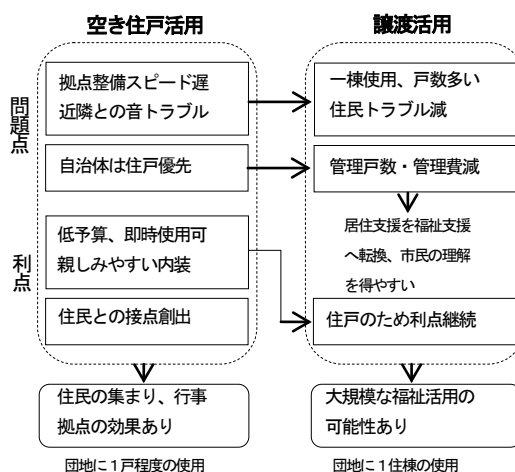 空き住戸活用
譲渡活用
問題点
拠点整備スピード遅
近隣との音トラブル
一棟使用、戸数多い
住民トラブル減
自治体は住戸優先
管理戸数・管理費減
居住支援を福祉支援
へ転換、市民の理解
を得やすい
利点
低予算、即時使用可
親しみやすい内装
住民との接点創出
住戸のため利点継続
住民の集まり、行事
拠点の効果あり
大規模な福祉活用の
可能性あり
団地に1戸程度の使用
団地に1住棟の使用